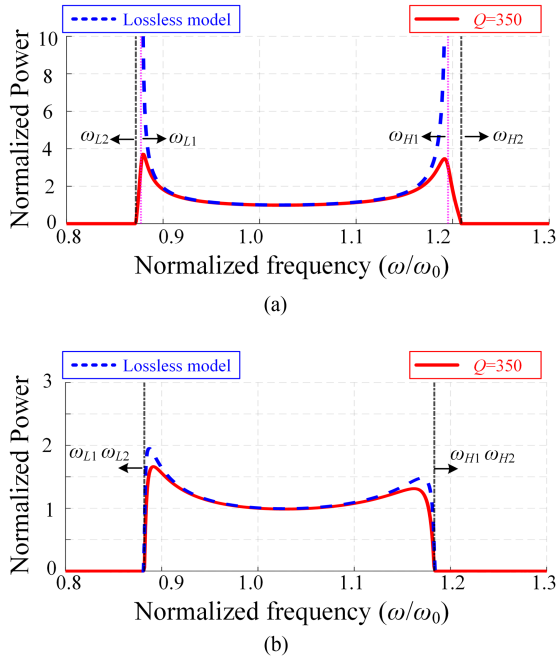 Lossless model
Q=350
Normalized Power
10
8
6
4
2
0
ωL2
ωL1
ωH1
ωH2
0.8
0.9
1.0
1.1
1.2
1.3
Normalized frequency (ω/ω0)
(a)
Lossless model
Q=350
Normalized Power
3
2
1
0
ωL1 ωL2
ωH1 ωH2
0.8
0.9
1.0
1.1
1.2
1.3
Normalized frequency (ω/ω0)
(b)